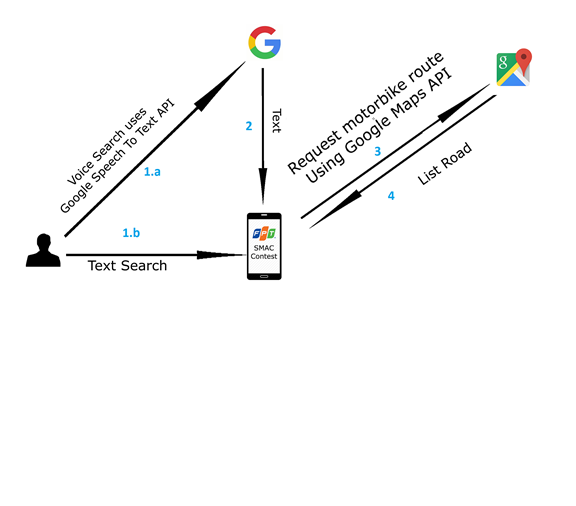 Voice Search uses
Google Speech To Text API
1.a
2
Text
Request motorbike route
Using Google Maps API
3
4
List Road
1.b
Text Search
FPT
SMAC
Contest
G
g